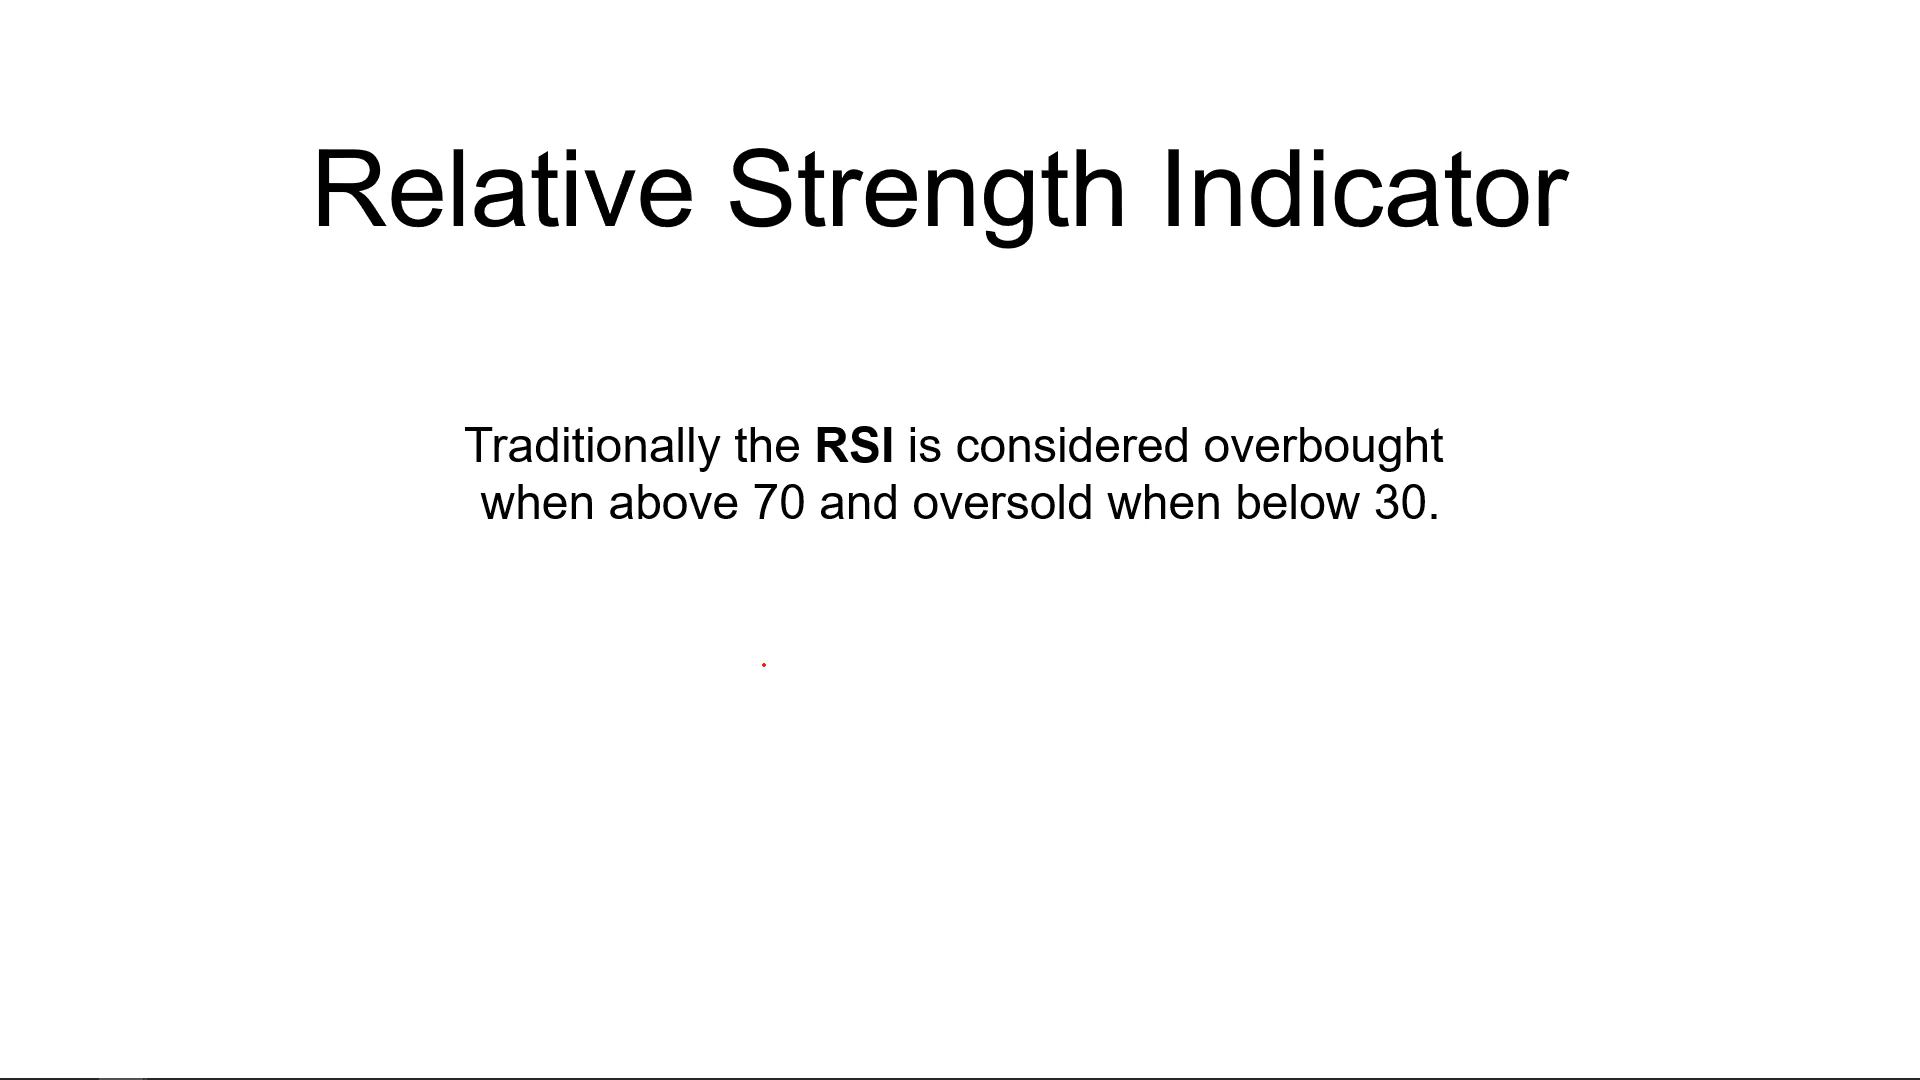 Relative Strength Indicator
Traditionally the RSI is considered overbought
when above 70 and oversold when below 30.